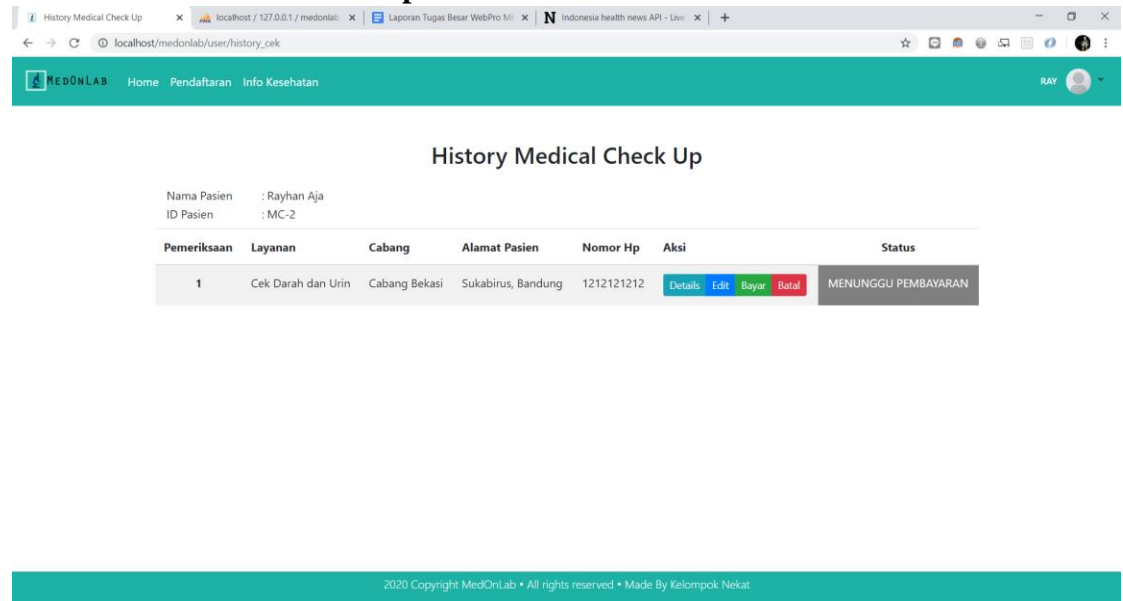 History Medical Check Up
localhost / 127.0.0.1 / medonlab
Laporan Tugas Besar WebPro
Indonesia health news API - Live
localhost/medonlab/user/history_cek
MEDONLAB Home Pendaftaran Info Kesehatan RAY
History Medical Check Up
Nama Pasien : Rayhan Aja
ID Pasien : MC-2
Pemeriksaan Layanan Cabang Alamat Pasien Nomor Hp Aksi Status
1 Cek Darah dan Urin Cabang Bekasi Sukabirus, Bandung 1212121212 Details Edit Bayar Batal MENUNGGU PEMBAYARAN
2020 Copyright MedOnLab • All rights reserved • Made By Kelompok Nekat